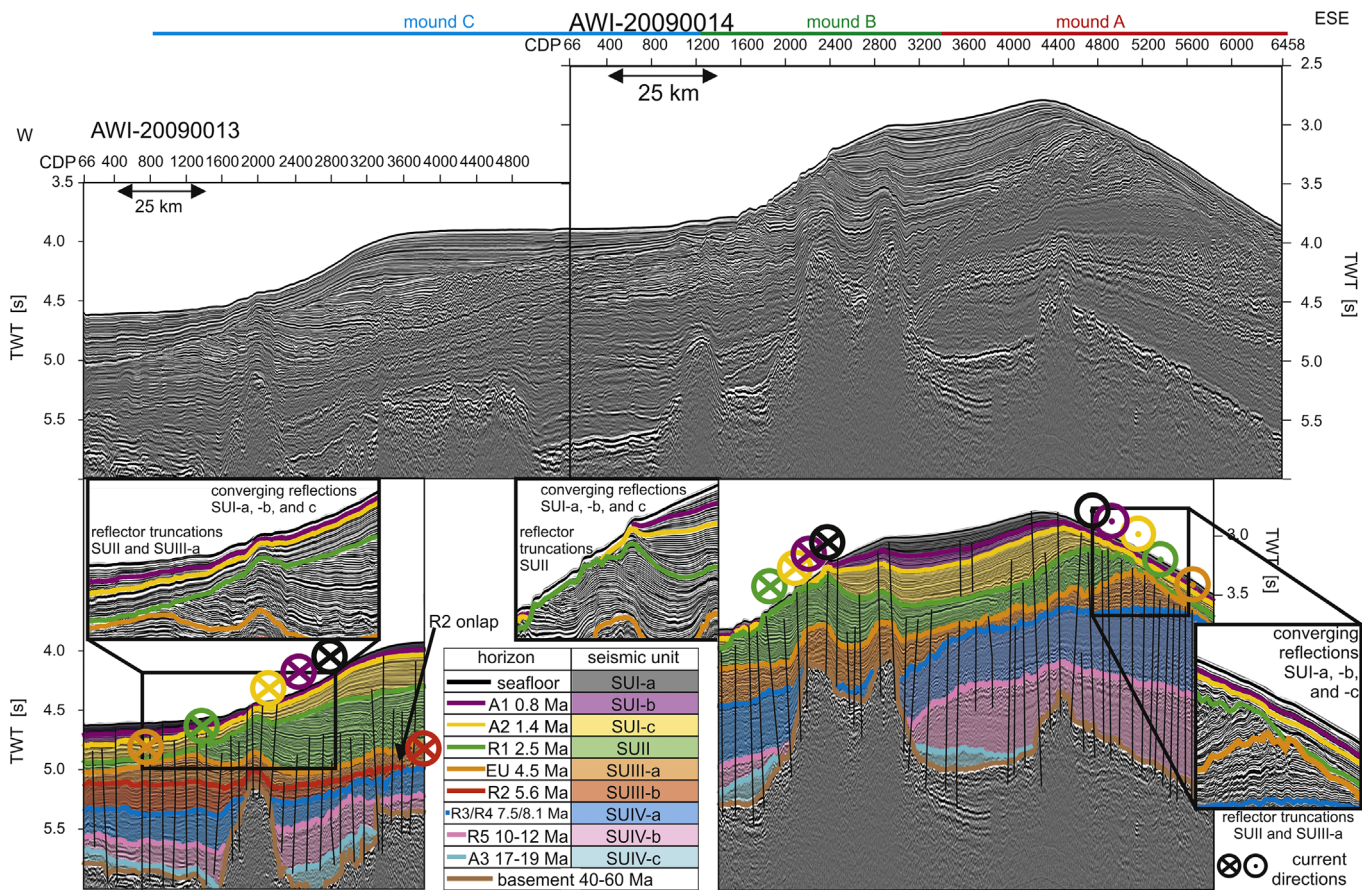 mound C AWI-20090014 mound B mound A ESE
CDP 66 400 800 1200 1600 2000 2400 2800 3200 3600 4000 4400 4800 5200 5600 6000 6458
25 km
2.5
3.0
3.5
4.0
4.5
5.0
5.5
TWT [s]
W AWI-20090013
CDP 66 400 800 1200 1600 2000 2400 2800 3200 3600 4000 4400 4800
25 km
3.5
4.0
4.5
5.0
5.5
TWT [s]
converging reflections
SUI-a, -b, and c
reflector truncations
SUII and SUIII-a
converging reflections
SUI-a, -b, and c
reflector
truncations
SUII
R2 onlap
4.0
4.5
5.0
5.5
TWT [s]
horizon seismic unit
seafloor SUI-a
A1 0.8 Ma SUI-b
A2 1.4 Ma SUI-c
R1 2.5 Ma SUII
EU 4.5 Ma SUIII-a
R2 5.6 Ma SUIII-b
R3/R4 7.5/8.1 Ma SUIV-a
R5 10-12 Ma SUIV-b
A3 17-19 Ma SUIV-c
basement 40-60 Ma
3.0
3.5
TWT [s]
converging
reflections
SUI-a, -b,
and -c
reflector truncations
SUII and SUIII-a
current
directions